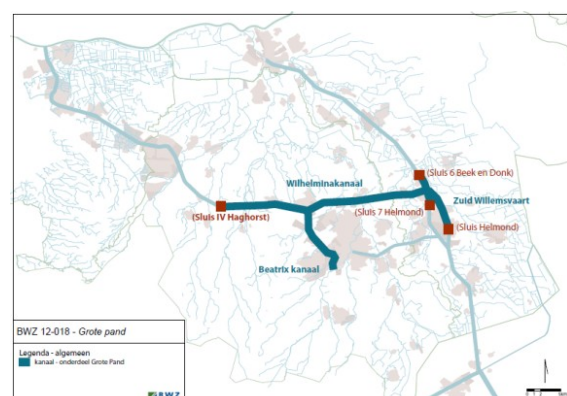 (Sluis 6 Beek en Donk)
Wilhelminakanaal
Zuid Willemsvaart
(Sluis IV Haghorst)
(Sluis 7 Helmond)
(Sluis Helmond)
Beatrix kanaal
BWZ 12-018 - Grote pand
Legenda - algemeen
kanaal - onderdeel Grote Pand
BWZ